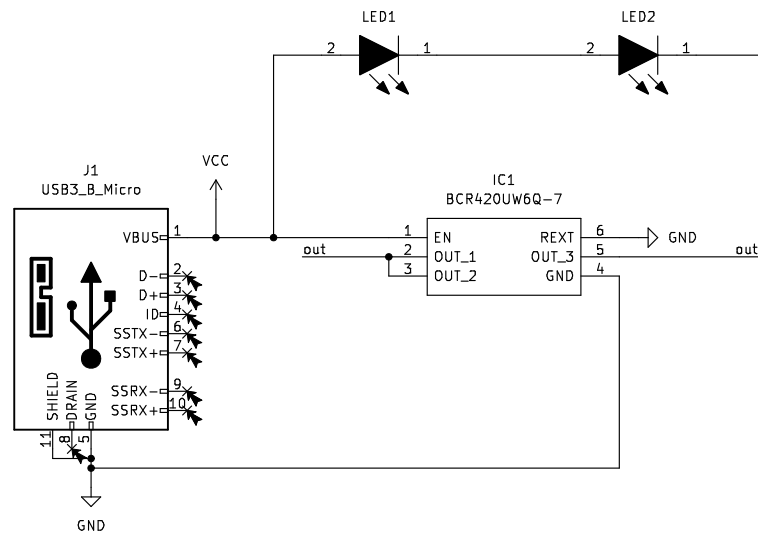 LED1
LED2
2
1
2
1
VCC
J1
USB3_B_Micro
IC1
BCR420UW6Q-7
VBUS
1
1
EN
REXT
6
GND
out
2
OUT_1
OUT_3
5
out
3
OUT_2
GND
4
D-
2
D+
3
ID
4
SSTX-
6
SSTX+
7
SSRX-
9
SSRX+
10
SHIELD
DRAIN
GND
11
8
5
GND